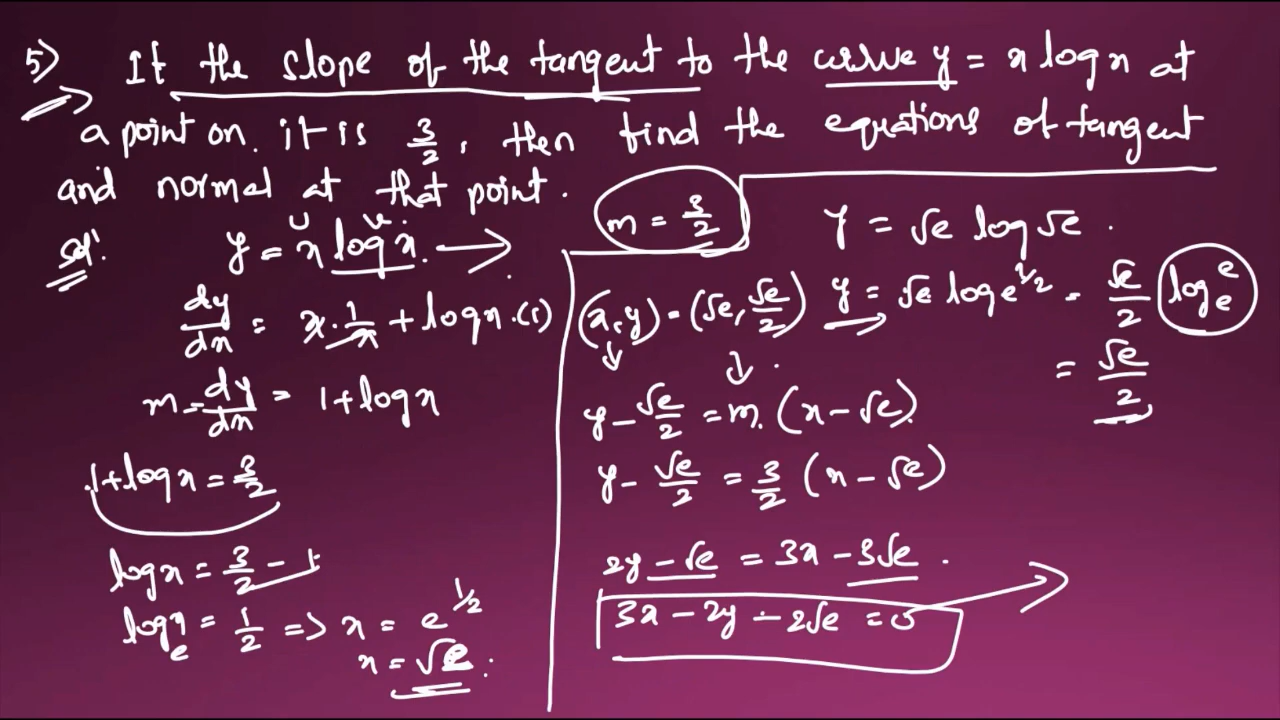 5) If the slope of the tangent to the curve y = x log x at
a point on it is 3/2, then find the equations of tangent
and normal at that point.
Sol:
u v
y = x log x. →
dy/dx = x·1/x + log x·(1)
m = dy/dx = 1 + log x
1 + log x = 3/2
log x = 3/2 - 1
log_e x = 1/2 => x = e^1/2
x = √e.
m = 3/2
y = √e log √e.
(x, y) = (√e, √e/2) y = √e log e^1/2 = √e/2 log_e e
= √e/2
y - √e/2 = m (x - √e)
y - √e/2 = 3/2 (x - √e)
2y - √e = 3x - 3√e.
3x - 2y - 2√e = 0